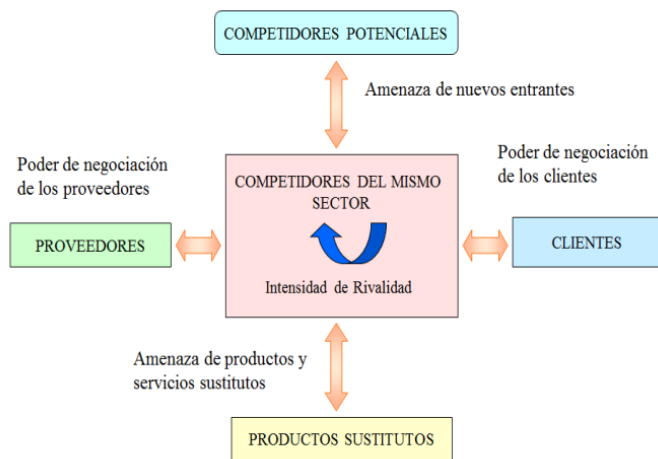 COMPETIDORES POTENCIALES
Amenaza de nuevos entrantes
Poder de negociación
de los proveedores
Poder de negociación
de los clientes
COMPETIDORES DEL MISMO
SECTOR
PROVEEDORES
CLIENTES
Intensidad de Rivalidad
Amenaza de productos y
servicios sustitutos
PRODUCTOS SUSTITUTOS